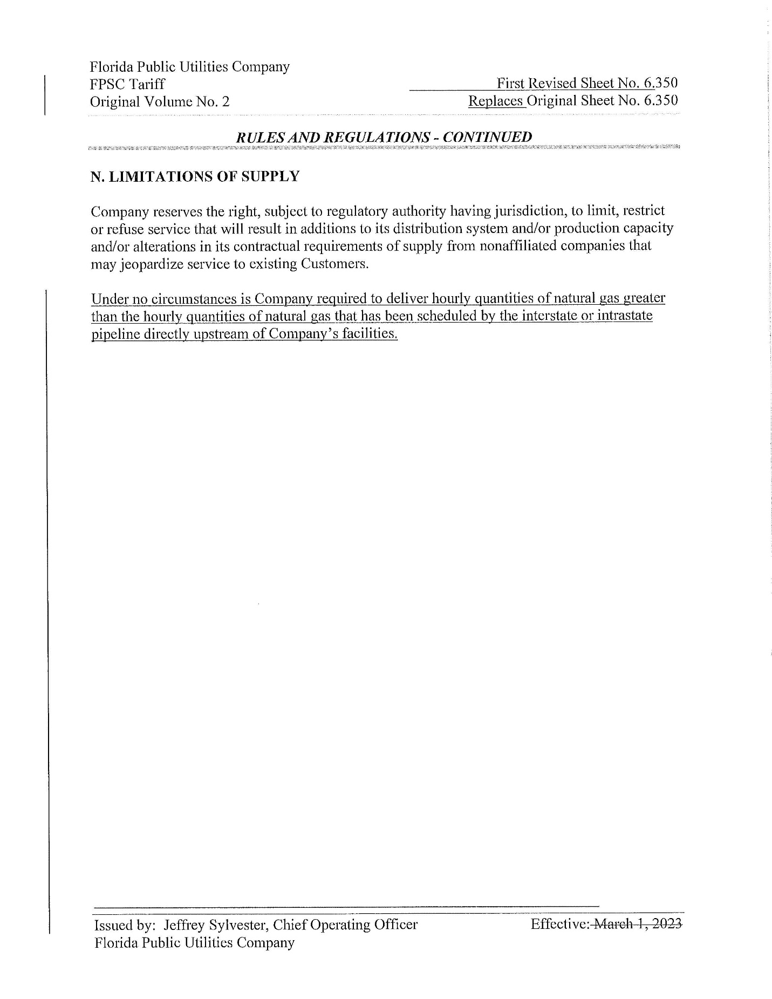 Florida Public Utilities Company
FPSC Tariff
First Revised Sheet No. 6.350
Original Volume No. 2
Replaces Original Sheet No. 6.350
RULES AND REGULATIONS - CONTINUED
N. LIMITATIONS OF SUPPLY
Company reserves the right, subject to regulatory authority having jurisdiction, to limit, restrict
or refuse service that will result in additions to its distribution system and/or production capacity
and/or alterations in its contractual requirements of supply from nonaffiliated companies that
may jeopardize service to existing Customers.
Under no circumstances is Company required to deliver hourly quantities of natural gas greater
than the hourly quantities of natural gas that has been scheduled by the interstate or intrastate
pipeline directly upstream of Company's facilities.
Issued by: Jeffrey Sylvester, Chief Operating Officer
Effective: March 1, 2023
Florida Public Utilities Company